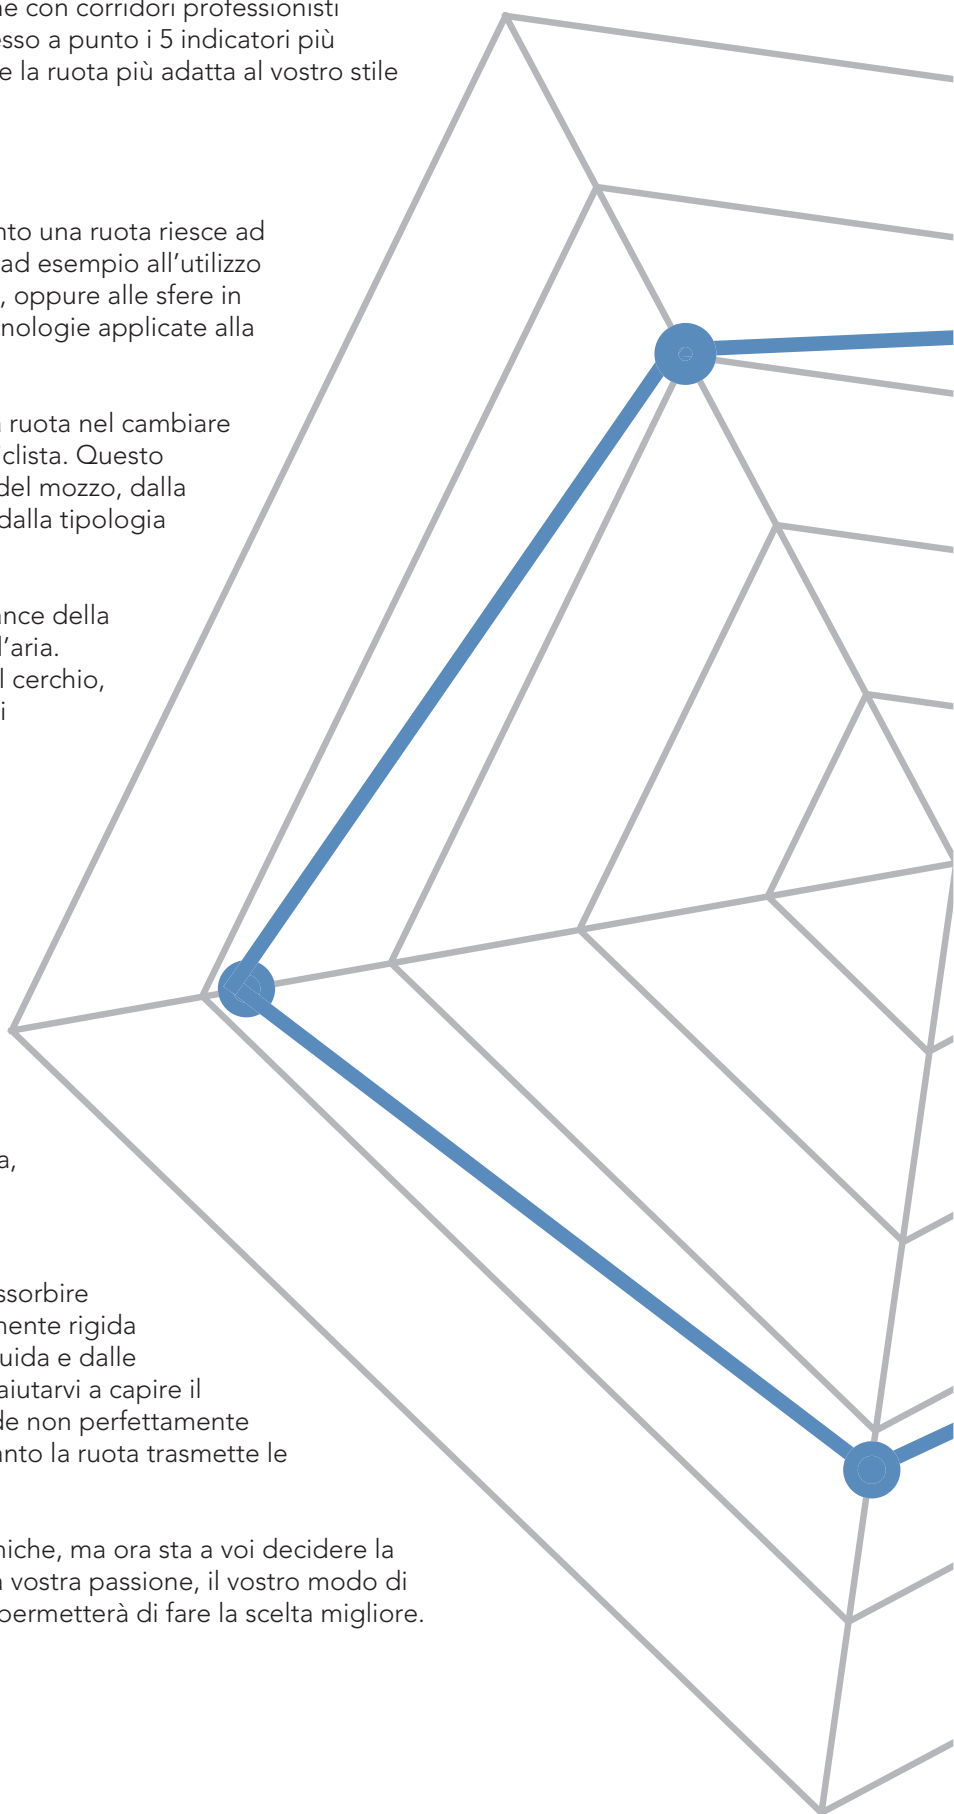 ne con corridori professionisti
esso a punto i 5 indicatori più
e la ruota più adatta al vostro stile
nto una ruota riesce ad
ad esempio all’utilizzo
, oppure alle sfere in
nologie applicate alla
a ruota nel cambiare
iclista. Questo
del mozzo, dalla
dalla tipologia
ance della
l’aria.
l cerchio,
i
a,
ssorbire
mente rigida
uida e dalle
aiutarvi a capire il
de non perfettamente
anto la ruota trasmette le
niche, ma ora sta a voi decidere la
a vostra passione, il vostro modo di
permetterà di fare la scelta migliore.